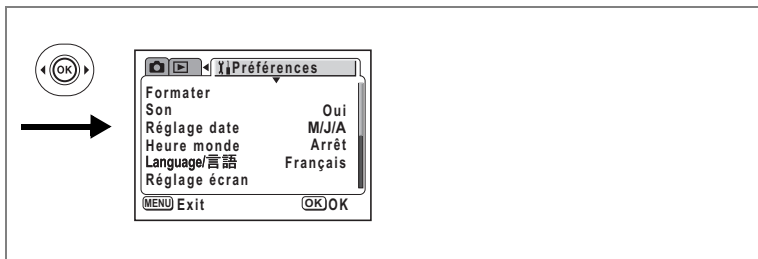 OK
Préférences
Formater
Son Oui
Réglage date M/J/A
Heure monde Arrêt
Language/言語 Français
Réglage écran
MENU Exit OK OK